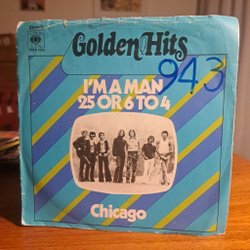 Golden Hits
943
I'M A MAN
25 OR 6 TO 4
Chicago